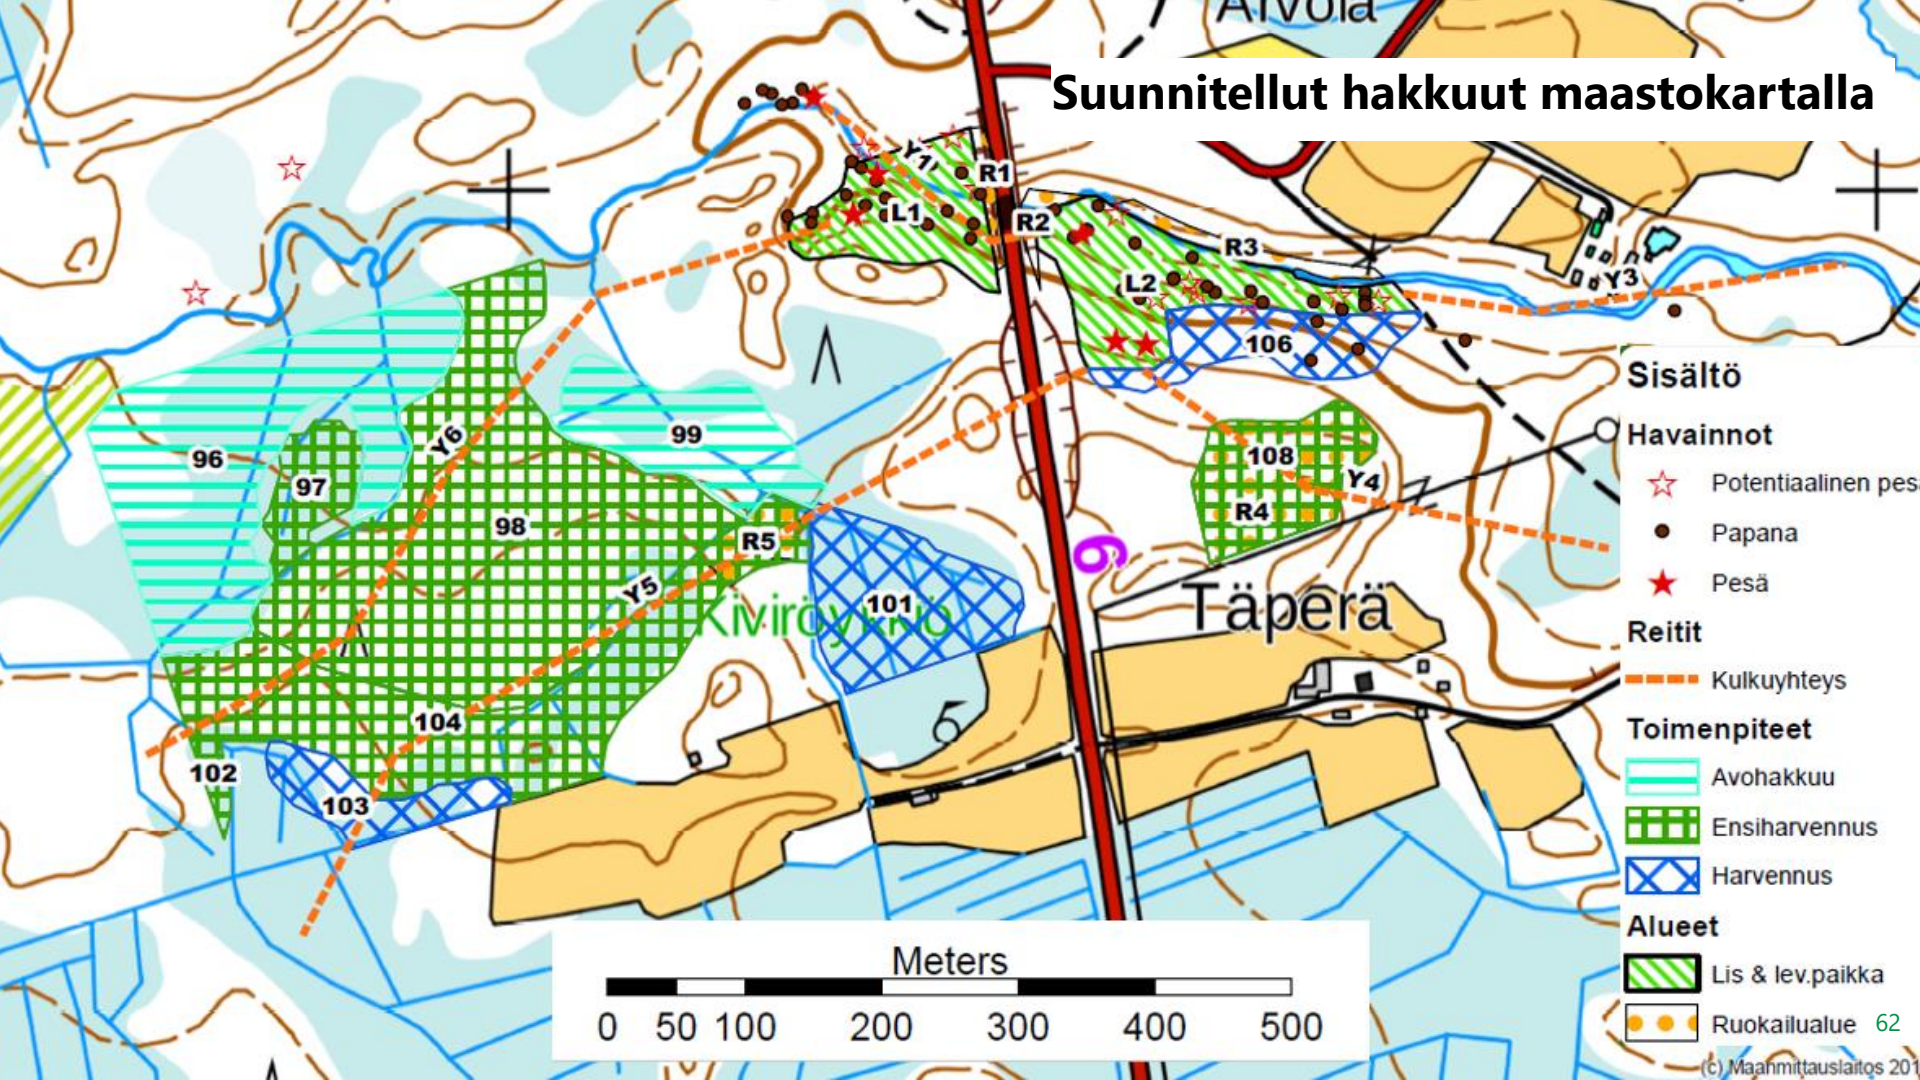 Arvola
Suunnitellut hakkuut maastokartalla
Y1
R1
L1
R2
R3
L2
Y3
106
99
96
97
Y6
98
108
Y4
R4
R5
Y5
6
Kiviröykkiö
101
Täperä
104
102
103
Sisältö
Havainnot
Potentiaalinen pes
Papana
Pesä
Reitit
Kulkuyhteys
Toimenpiteet
Avohakkuu
Ensiharvennus
Harvennus
Alueet
Lis & lev.paikka
Ruokailualue
62
Meters
0 50 100 200 300 400 500
(c) Maanmittauslaitos 201